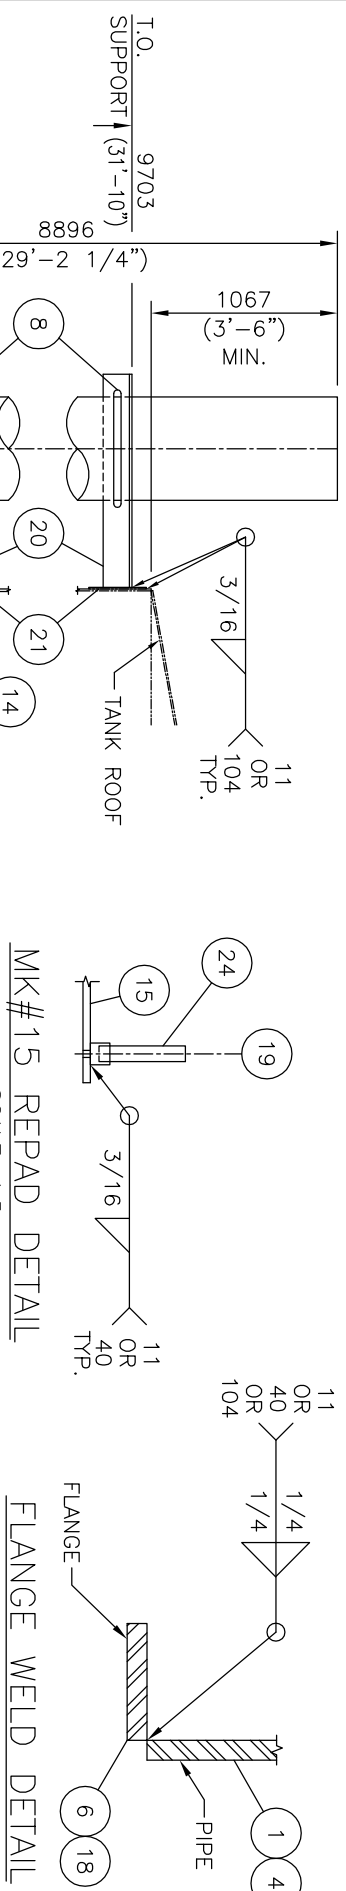 T.O.
SUPPORT
9703
(31'-10")
8896
29'-2 1/4")
1067
(3'-6")
MIN.
8
20
21
14
3/16
11
OR
104
TYP.
TANK ROOF
24
15
19
3/16
11
OR
40
TYP.
MK#15 REPAD DETAIL
11
OR
40
OR
104
1/4
1/4
FLANGE
PIPE
1
4
6
18
FLANGE WELD DETAIL